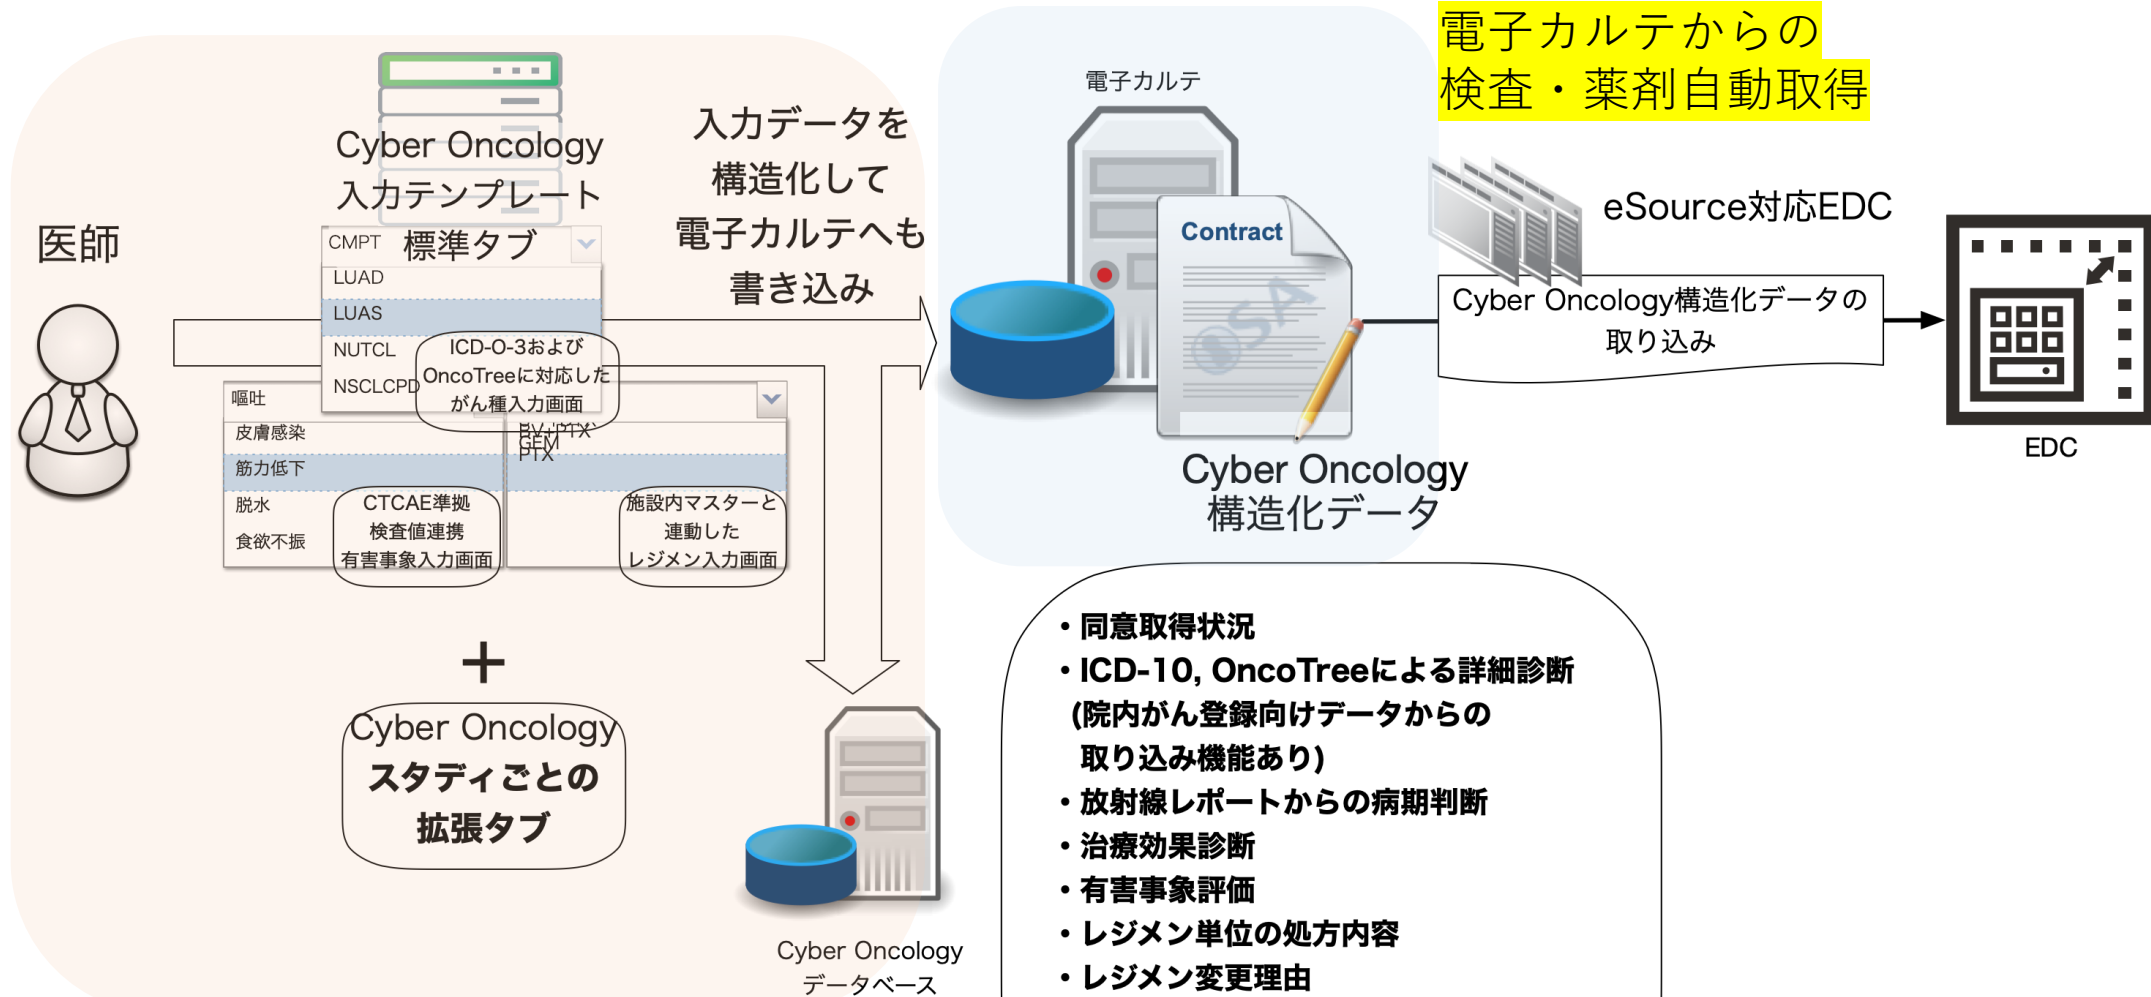 電子カルテからの
検査・薬剤自動取得
電子カルテ
Cyber Oncology
入力テンプレート
標準タブ
CMPT
LUAD
LUAS
NUTCL
NSCLCPD
ICD-O-3および
OncoTreeに対応した
がん種入力画面
入力データを
構造化して
電子カルテへも
書き込み
医師
嘔吐
皮膚感染
筋力低下
脱水
食欲不振
CTCAE準拠
検査値連携
有害事象入力画面
BV+PTX
GEM
PTX
施設内マスターと
連動した
レジメン入力画面
+
Cyber Oncology
スタディごとの
拡張タブ
Cyber Oncology
データベース
Contract
Cyber Oncology
構造化データ
eSource対応EDC
Cyber Oncology構造化データの
取り込み
EDC
・同意取得状況
・ICD-10, OncoTreeによる詳細診断
(院内がん登録向けデータからの
取り込み機能あり)
・放射線レポートからの病期判断
・治療効果診断
・有害事象評価
・レジメン単位の処方内容
・レジメン変更理由